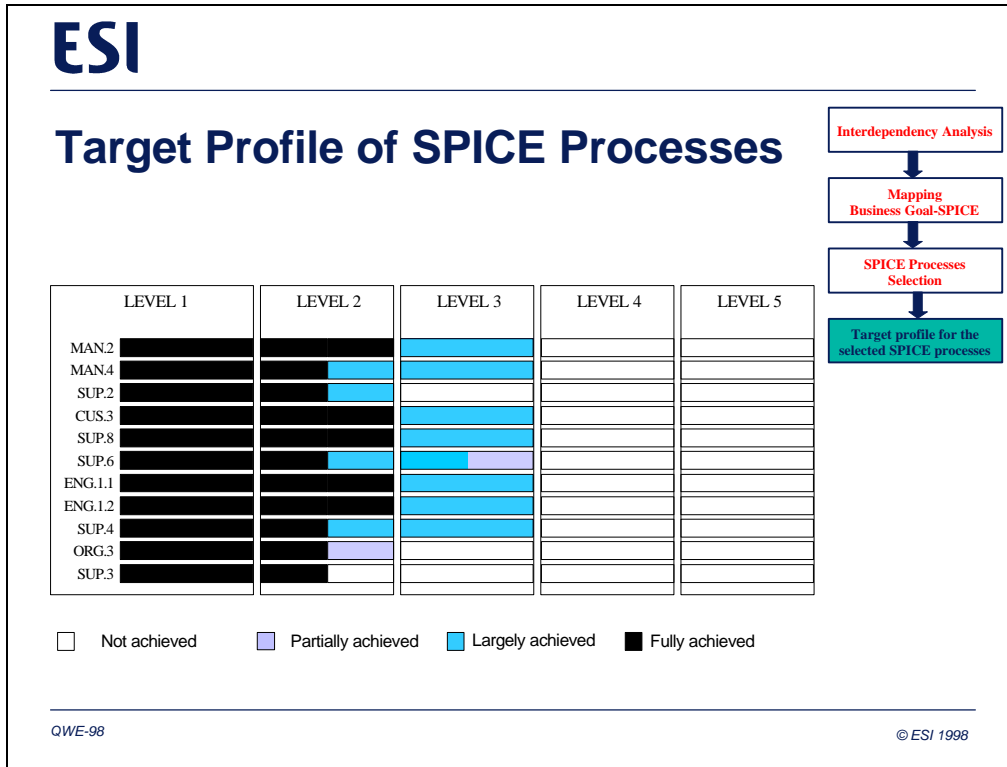 ESI
Target Profile of SPICE Processes
Interdependency Analysis
Mapping
Business Goal-SPICE
SPICE Processes
Selection
Target profile for the
selected SPICE processes
LEVEL 1 LEVEL 2 LEVEL 3 LEVEL 4 LEVEL 5
MAN.2
MAN.4
SUP.2
CUS.3
SUP.8
SUP.6
ENG.1.1
ENG.1.2
SUP.4
ORG.3
SUP.3
Not achieved Partially achieved Largely achieved Fully achieved
QWE-98 © ESI 1998